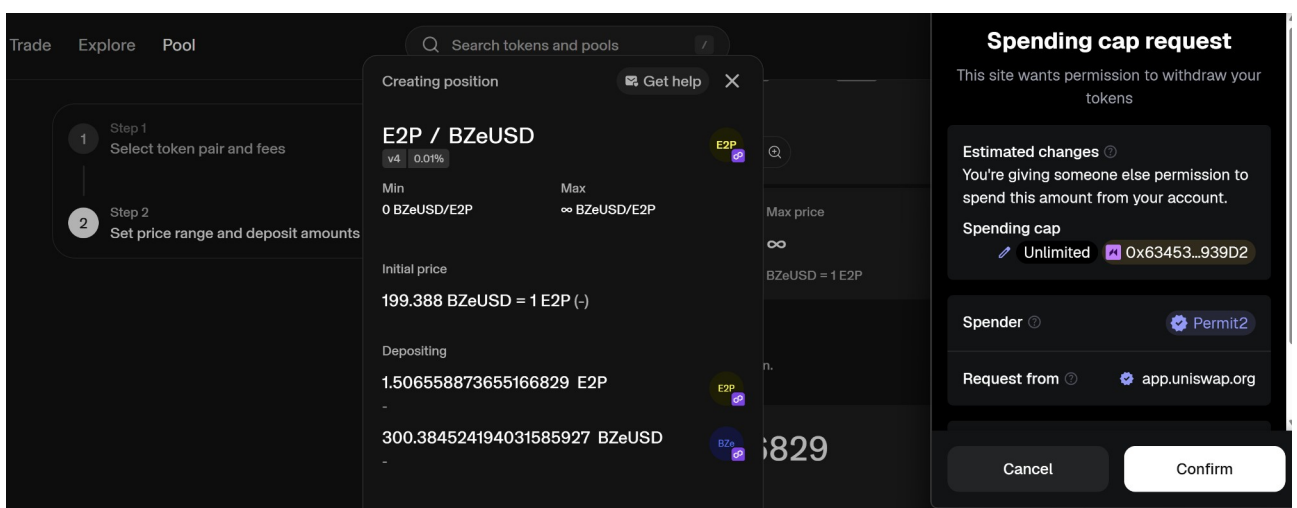 Trade Explore Pool
Search tokens and pools /
Step 1
1 Select token pair and fees
Step 2
2 Set price range and deposit amounts
Creating position
Get help
E2P / BZeUSD
E2P
v4 0.01%
Min Max
0 BZeUSD/E2P ∞ BZeUSD/E2P
Initial price
199.388 BZeUSD = 1 E2P (-)
Depositing
1.506558873655166829 E2P
E2P
-
300.384524194031585927 BZeUSD
BZe
-
Max price
∞
BZeUSD = 1 E2P
n.
6829
Spending cap request
This site wants permission to withdraw your
tokens
Estimated changes
You're giving someone else permission to
spend this amount from your account.
Spending cap
Unlimited 0x63453...939D2
Spender Permit2
Request from app.uniswap.org
Cancel Confirm